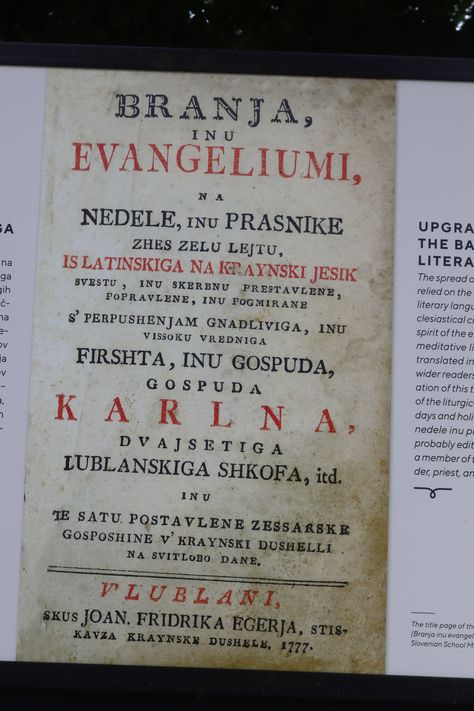 BRANJA,
INU
EVANGELIUMI,
NA
NEDELE, INU PRASNIKE
ZHES ZELU LEJTU,
IS LATINSKIGA NA KRAYNSKI JESIK
SVESTU, INU SKERBNU PRESTAVLENE,
POPRAVLENE, INU POGMIRANE
S' PERPUSHENJAM GNADLIVIGA, INU
VISSOKU VREDNIGA
FIRSHTA, INU GOSPUDA,
GOSPUDA
KARLNA,
DVAJSETIGA
LUBLANSKIGA SHKOFA, itd.
INU
TE SATU POSTAVLENE ZESSARSKE
GOSPOSHINE V' KRAYNSKI DUSHELLI
NA SVITLOBO DANE.
V' LUBLANI,
SKUS JOAN. FRIDRIKA EGERJA, STIS-
KAVZA KRAYNSKE DUSHELE, 1777.
UPGRA
THE BA
LITERA
The spread o
relied on the
literary langu
clesiastical ci
spirit of the e
meditative li
translated in
wider readers
ation of this t
of the liturgic
days and holi
nedele inu pr
probably edit
a member of t
der, priest, an
The title page of the
(Branja inu evangel
Slovenian School M